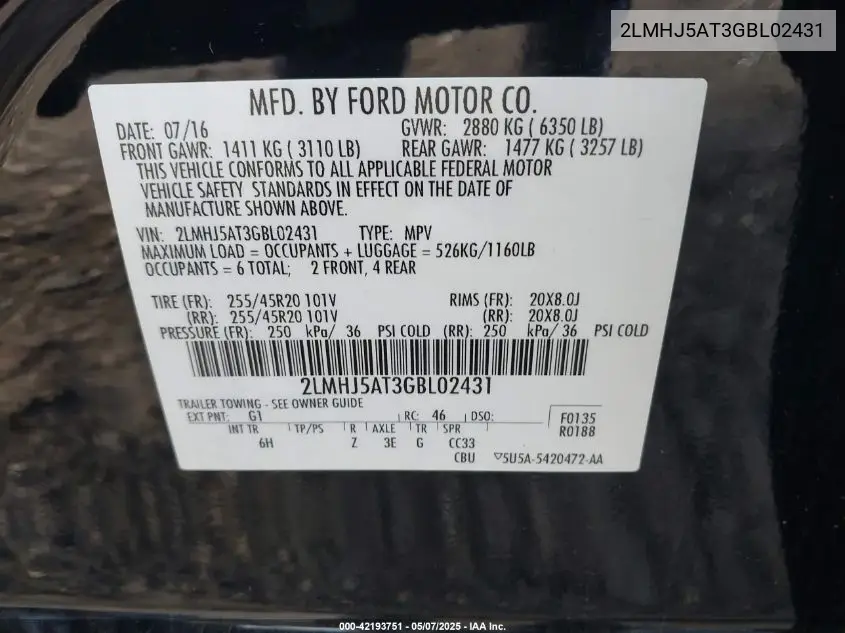 2LMHJ5AT3GBL02431
MFD. BY FORD MOTOR CO.
DATE: 07/16 GVWR: 2880 KG ( 6350 LB)
FRONT GAWR: 1411 KG ( 3110 LB) REAR GAWR: 1477 KG ( 3257 LB)
THIS VEHICLE CONFORMS TO ALL APPLICABLE FEDERAL MOTOR
VEHICLE SAFETY STANDARDS IN EFFECT ON THE DATE OF
MANUFACTURE SHOWN ABOVE.
VIN: 2LMHJ5AT3GBL02431 TYPE: MPV
MAXIMUM LOAD = OCCUPANTS + LUGGAGE = 526KG/1160LB
OCCUPANTS = 6 TOTAL; 2 FRONT, 4 REAR
TIRE (FR): 255/45R20 101V RIMS (FR): 20X8.0J
(RR): 255/45R20 101V (RR): 20X8.0J
PRESSURE (FR): 250 kPa/ 36 PSI COLD (RR): 250 kPa/ 36 PSI COLD
2LMHJ5AT3GBL02431
TRAILER TOWING - SEE OWNER GUIDE
EXT PNT: G1 RC: 46 DSO: F0135
INT TR TP/PS R AXLE TR SPR R0188
6H Z 3E G CC33
CBU ▽5U5A-5420472-AA
000-42193751 - 05/07/2025 - IAA Inc.